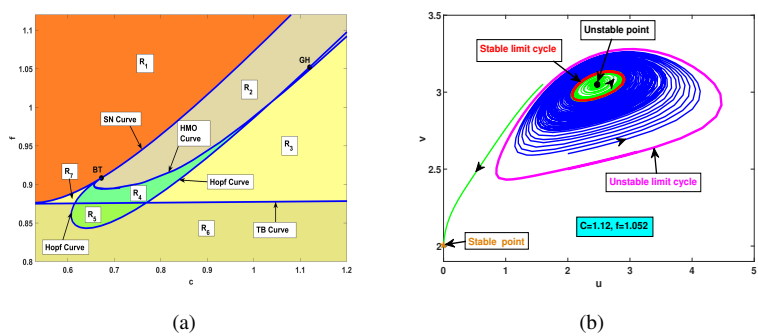 1.1
1.05
1
0.95
0.9
0.85
0.8
f
0.6
0.7
0.8
0.9
1
1.1
1.2
c
R1
R2
R3
R4
R5
R6
R7
GH
BT
SN Curve
HMO
Curve
Hopf Curve
Hopf Curve
TB Curve
(a)
(b)
3.5
3
2.5
2
v
0
1
2
3
4
5
u
Unstable point
Stable limit cycle
Unstable limit cycle
C=1.12, f=1.052
Stable point